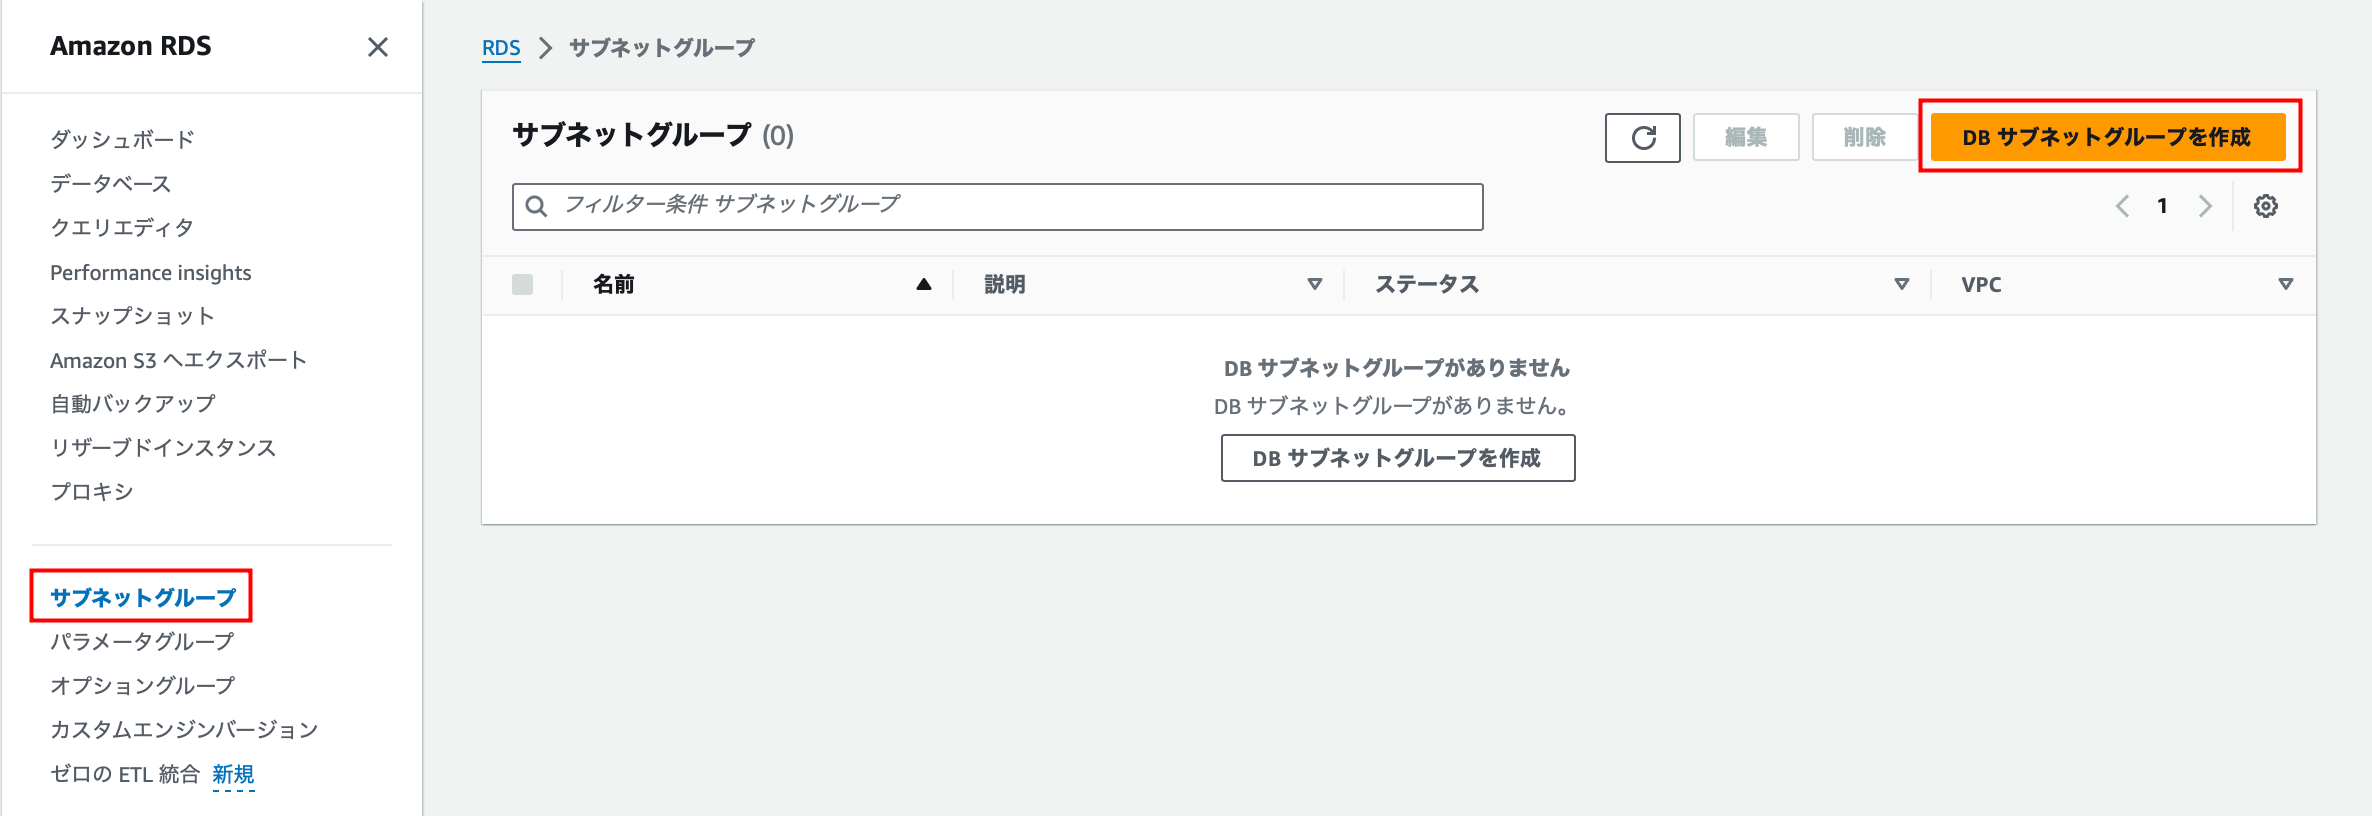 Amazon RDS
ダッシュボード
データベース
クエリエディタ
Performance insights
スナップショット
Amazon S3 へエクスポート
自動バックアップ
リザーブドインスタンス
プロキシ
サブネットグループ
パラメータグループ
オプショングループ
カスタムエンジンバージョン
ゼロの ETL 統合 新規
RDS サブネットグループ
サブネットグループ (0)
編集 削除 DB サブネットグループを作成
フィルター条件 サブネットグループ
1
名前 説明 ステータス VPC
DB サブネットグループがありません
DB サブネットグループがありません。
DB サブネットグループを作成